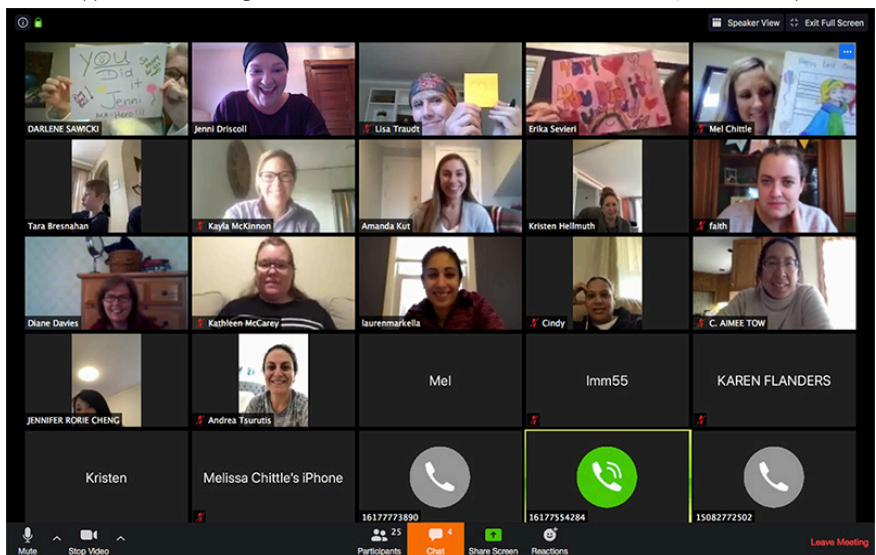 Speaker View
Exit Full Screen
YOU
Did
it
Jenni
DARLENE SAWICKI
Jenni Driscoll
Lisa Traudt
Erika Sevieri
Mel Chittle
Tara Bresnahan
Kayla McKinnon
Amanda Kut
Kristen Hellmuth
faith
Diane Davies
Kathleen McCarey
laurenmarkella
Cindy
C. AIMEE TOW
JENNIFER RORIE CHENG
Andrea Tsurutis
Mel
lmm55
KAREN FLANDERS
Kristen
Melissa Chittle's iPhone
16177773890
16177554284
15082772502
Mute
Stop Video
25
Participants
4
Chat
Share Screen
Reactions
Leave Meeting